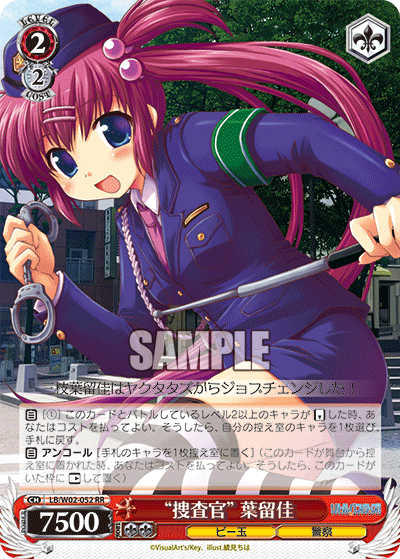 LEVEL
2
2
COST
SAMPLE
三枝葉留佳はヤクタタズからジョブチェンジした！
【自】［①］このカードとバトルしているレベル2以上のキャラが【リバース】した時、あ
なたはコストを払ってよい。そうしたら、自分の控え室のキャラを1枚選び
手札に戻す。
【自】アンコール［手札のキャラを1枚控え室に置く］（このカードが舞台から
控え室に置かれた時、あなたはコストを払ってよい。そうしたら、このカード
がいた枠に【レスト】して置く）
CH
LB/W02-052 RR
“捜査官” 葉留佳
7500
ビー玉
警察
©VisualArt's/Key. illust.綾見ちは